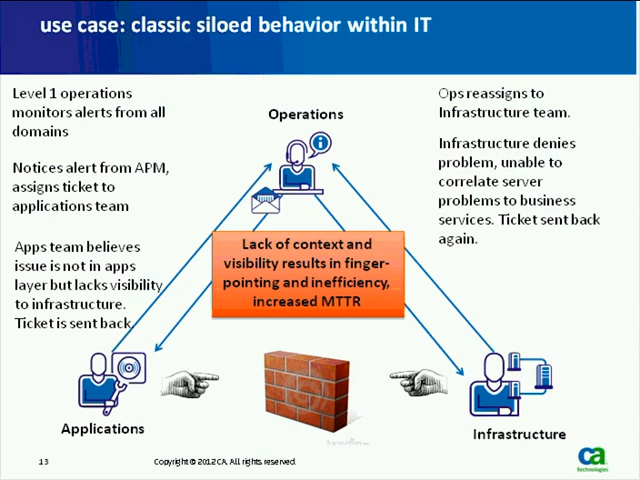 use case: classic siloed behavior within IT
Level 1 operations
monitors alerts from all
domains
Notices alert from APM,
assigns ticket to
applications team
Apps team believes
issue is not in apps
layer but lacks visibility
to infrastructure.
Ticket is sent back.
Operations
Ops reassigns to
Infrastructure team.
Infrastructure denies
problem, unable to
correlate server
problems to business
services. Ticket sent back
again.
Lack of context and
visibility results in finger-
pointing and inefficiency,
increased MTTR
Applications
Infrastructure
13
Copyright © 2012 CA. All rights reserved.
ca
technologies